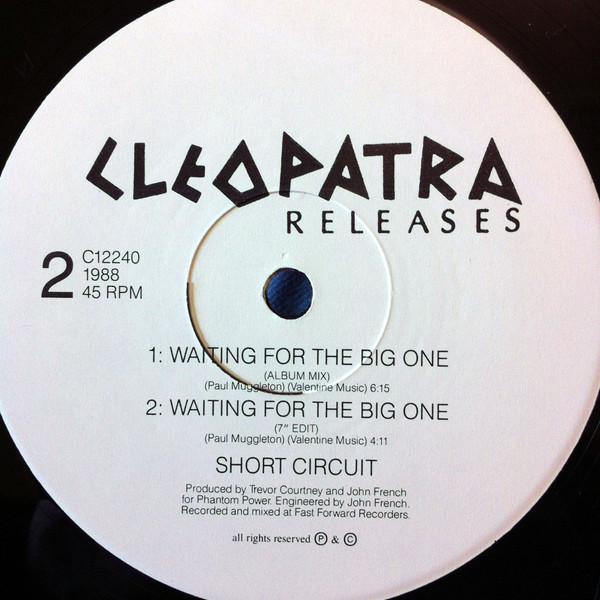 CLEOPATRA
RELEASES
2
C12240
1988
45 RPM
1: WAITING FOR THE BIG ONE
(ALBUM MIX)
(Paul Muggleton) (Valentine Music) 6:15
2: WAITING FOR THE BIG ONE
(7" EDIT)
(Paul Muggleton) (Valentine Music) 4:11
SHORT CIRCUIT
Produced by Trevor Courtney and John French
for Phantom Power. Engineered by John French.
Recorded and mixed at Fast Forward Recorders.
all rights reserved Ⓟ & ©